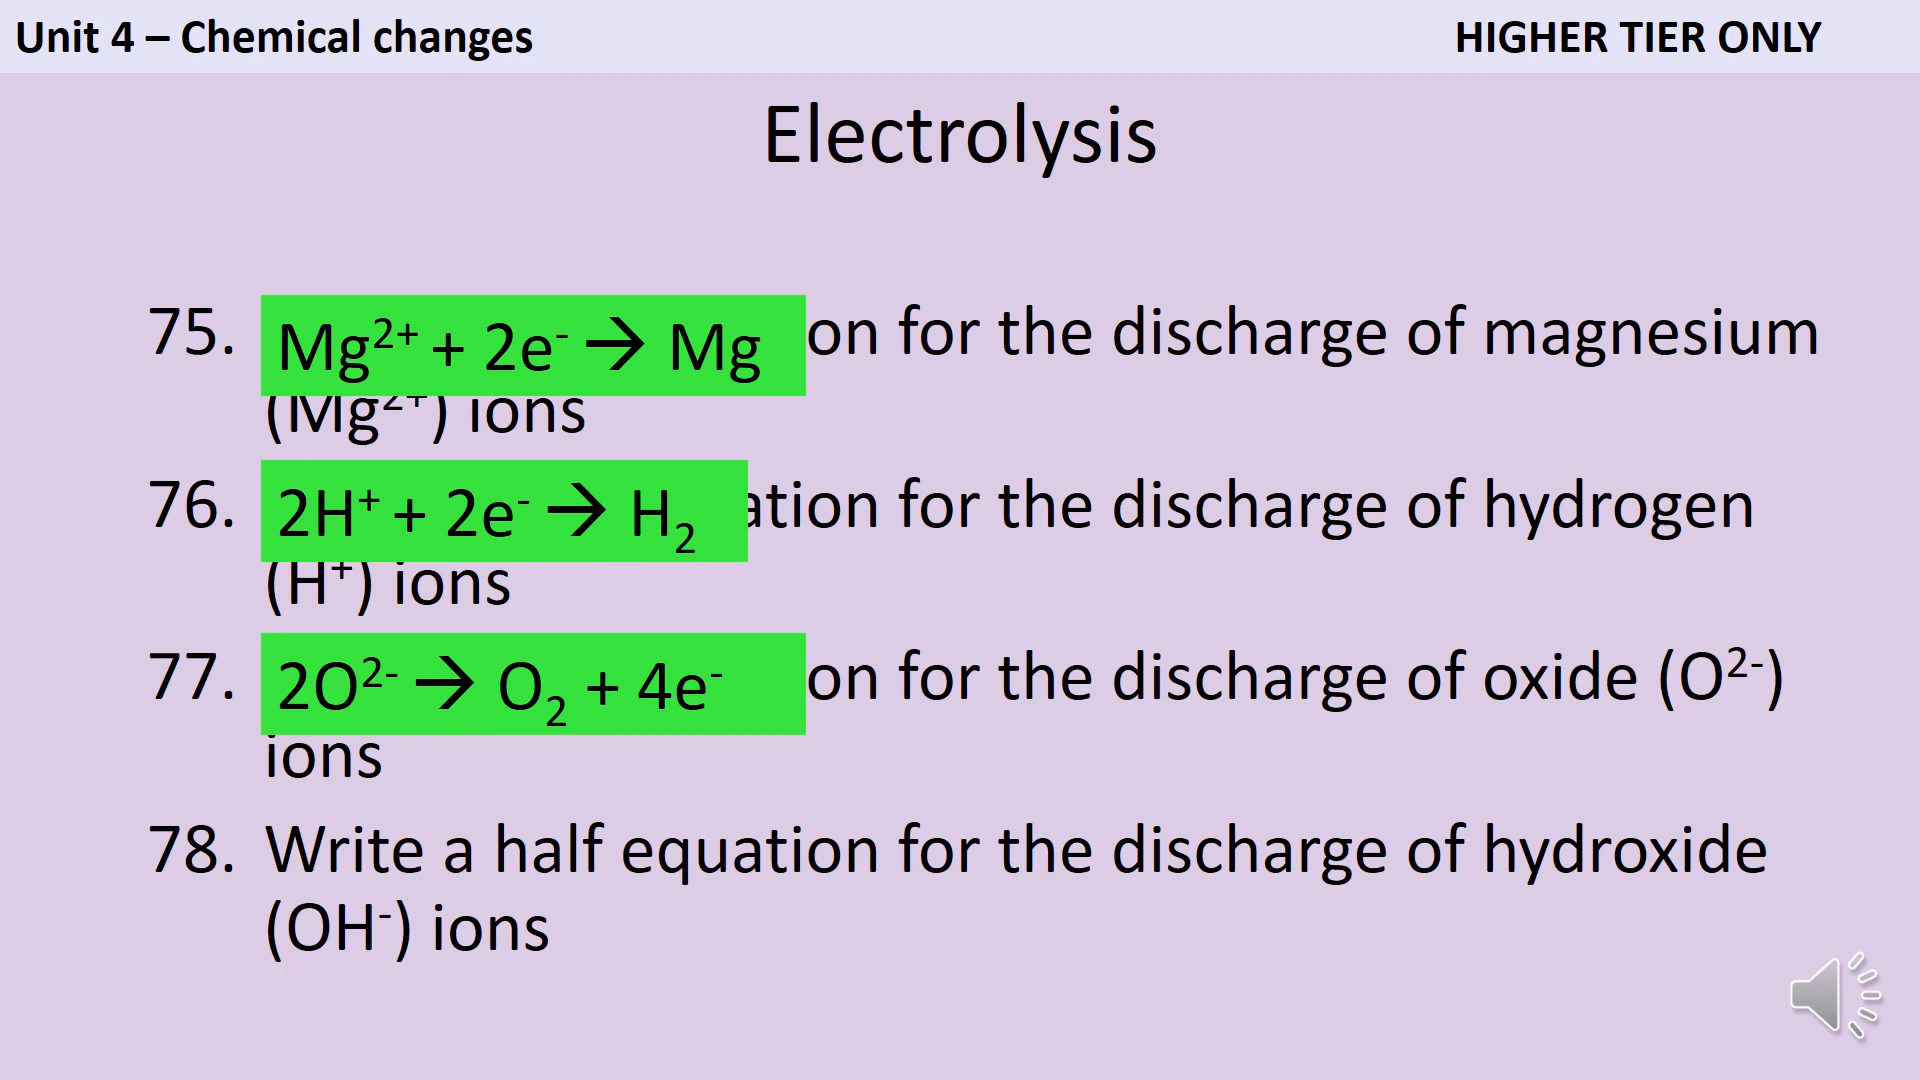 Unit 4 – Chemical changes
HIGHER TIER ONLY
Electrolysis
75. Mg²⁺ + 2e⁻ → Mg on for the discharge of magnesium
(Mg²⁺) ions
76. 2H⁺ + 2e⁻ → H₂ ation for the discharge of hydrogen
(H⁺) ions
77. 2O²⁻ → O₂ + 4e⁻ on for the discharge of oxide (O²⁻)
ions
78. Write a half equation for the discharge of hydroxide
(OH⁻) ions